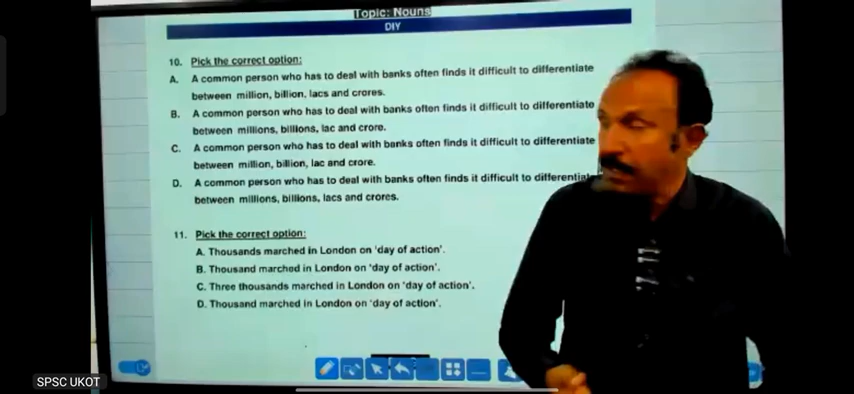 Topic: Nouns
DIY
10. Pick the correct option:
A. A common person who has to deal with banks often finds it difficult to differentiate
between million, billion, lacs and crores.
B. A common person who has to deal with banks often finds it difficult to differentiate
between millions, billions, lac and crore.
C. A common person who has to deal with banks often finds it difficult to differentiate
between million, billion, lac and crore.
D. A common person who has to deal with banks often finds it difficult to differentiate
between millions, billions, lacs and crores.
11. Pick the correct option:
A. Thousands marched in London on 'day of action'.
B. Thousand marched in London on 'day of action'.
C. Three thousands marched in London on 'day of action'.
D. Thousand marched in London on 'day of action'.
SPSC UKOT